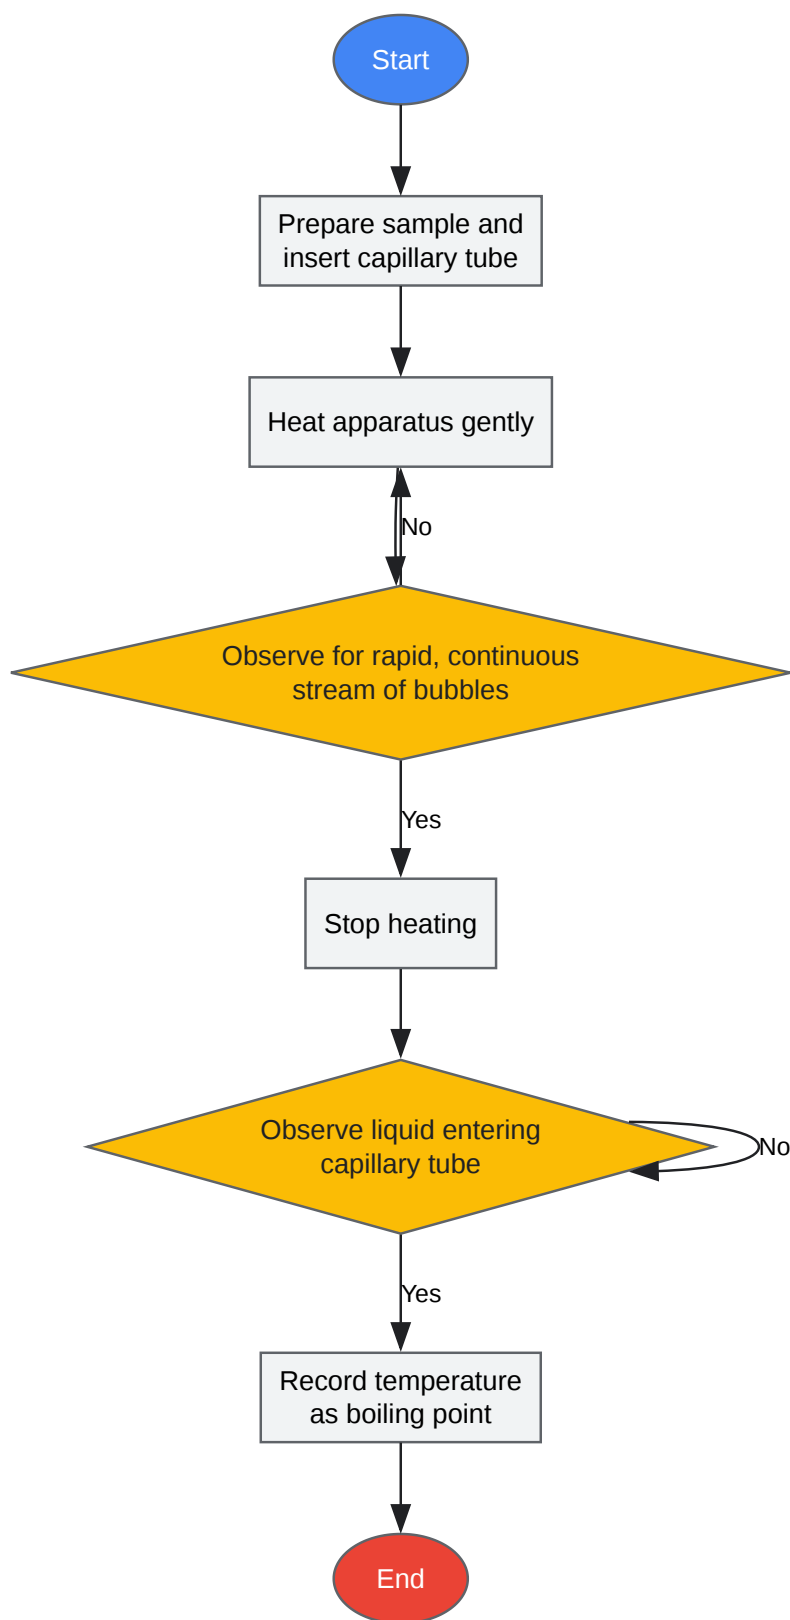 Start
Prepare sample and
insert capillary tube
Heat apparatus gently
No
Observe for rapid, continuous
stream of bubbles
Yes
Stop heating
Observe liquid entering
capillary tube
No
Yes
Record temperature
as boiling point
End